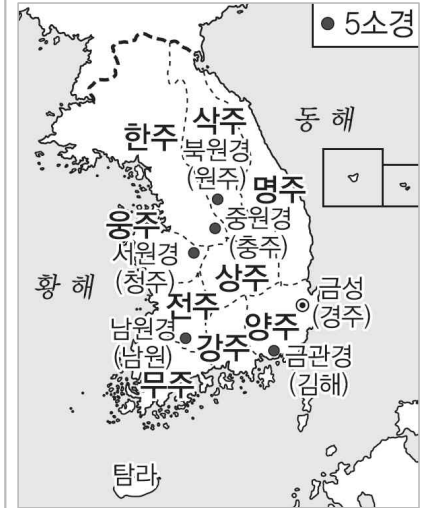 ● 5소경
동해
삭주
한주
북원경
(원주)
명주
중원경
(충주)
웅주
서원경
(청주)
상주
황해
금성
(경주)
전주
남원경
(남원)
양주
강주
금관경
(김해)
무주
탐라